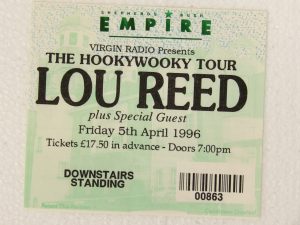 SHEPHERDS BUSH
EMPIRE
VIRGIN RADIO Presents
THE HOOKYWOOKY TOUR
LOU REED
plus Special Guest
Friday 5th April 1996
Tickets £17.50 in advance - Doors 7:00pm
DOWNSTAIRS
STANDING
00863